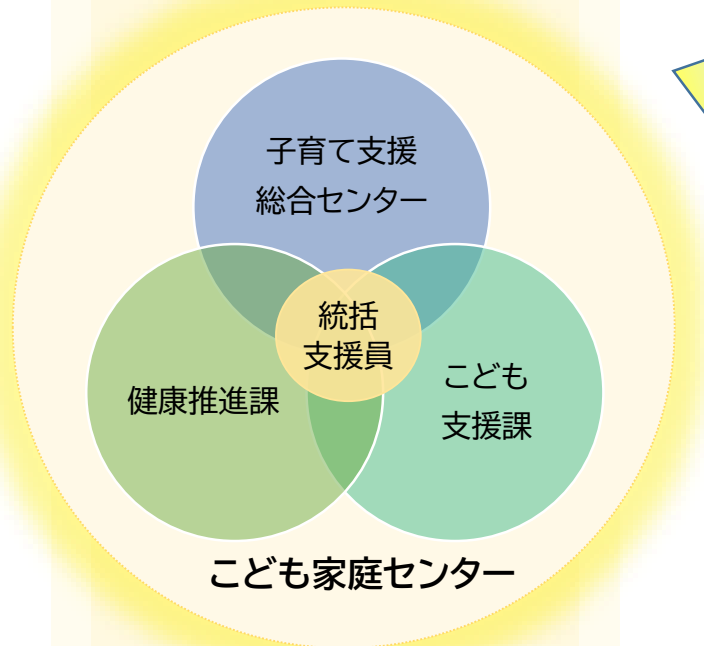 子育て支援
総合センター
統括
支援員
健康推進課
こども
支援課
こども家庭センター